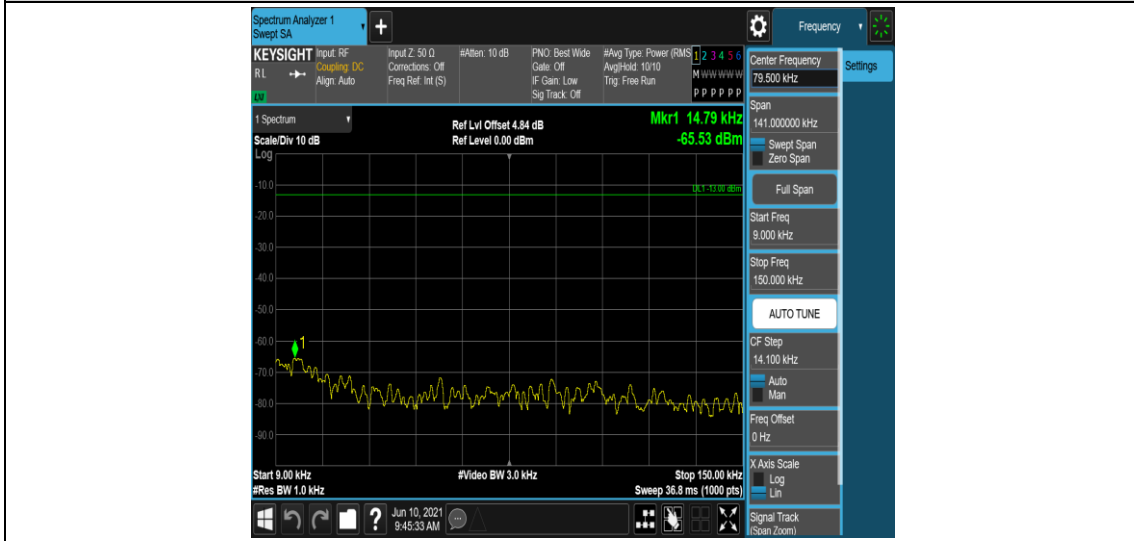 Spectrum Analyzer 1
Swept SA
+
Frequency
KEYSIGHT
RL
LXI
Input: RF
Coupling: DC
Align: Auto
Input Z: 50 Ω
Corrections: Off
Freq Ref: Int (S)
#Atten: 10 dB
PNO: Best Wide
Gate: Off
IF Gain: Low
Sig Track: Off
#Avg Type: Power (RMS
Avg|Hold: 10/10
Trig: Free Run
1 2 3 4 5 6
M W W W W W
P P P P P P
1 Spectrum
Scale/Div 10 dB
Log
Ref Lvl Offset 4.84 dB
Ref Level 0.00 dBm
Mkr1 14.79 kHz
-65.53 dBm
DL1 -13.00 dBm
-10.0
-20.0
-30.0
-40.0
-50.0
-60.0
1
-70.0
-80.0
-90.0
Start 9.00 kHz
#Res BW 1.0 kHz
#Video BW 3.0 kHz
Stop 150.00 kHz
Sweep 36.8 ms (1000 pts)
?
Jun 10, 2021
9:45:33 AM
Settings
Center Frequency
79.500 kHz
Span
141.000000 kHz
Swept Span
Zero Span
Full Span
Start Freq
9.000 kHz
Stop Freq
150.000 kHz
AUTO TUNE
CF Step
14.100 kHz
Auto
Man
Freq Offset
0 Hz
X Axis Scale
Log
Lin
Signal Track
(Span Zoom)